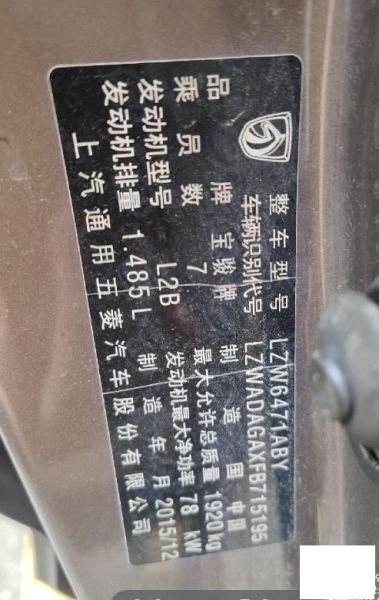 整车型号 LZW6471ABY
车辆识别代号 LZWADAGAXFB715195
品牌 宝骏牌 制造国 中国
乘员数 7 最大允许总质量 1920kg
发动机型号 L2B 发动机最大净功率 78 kW
发动机排量 1.485L 制造年月 2015/12
上汽通用五菱汽车股份有限公司